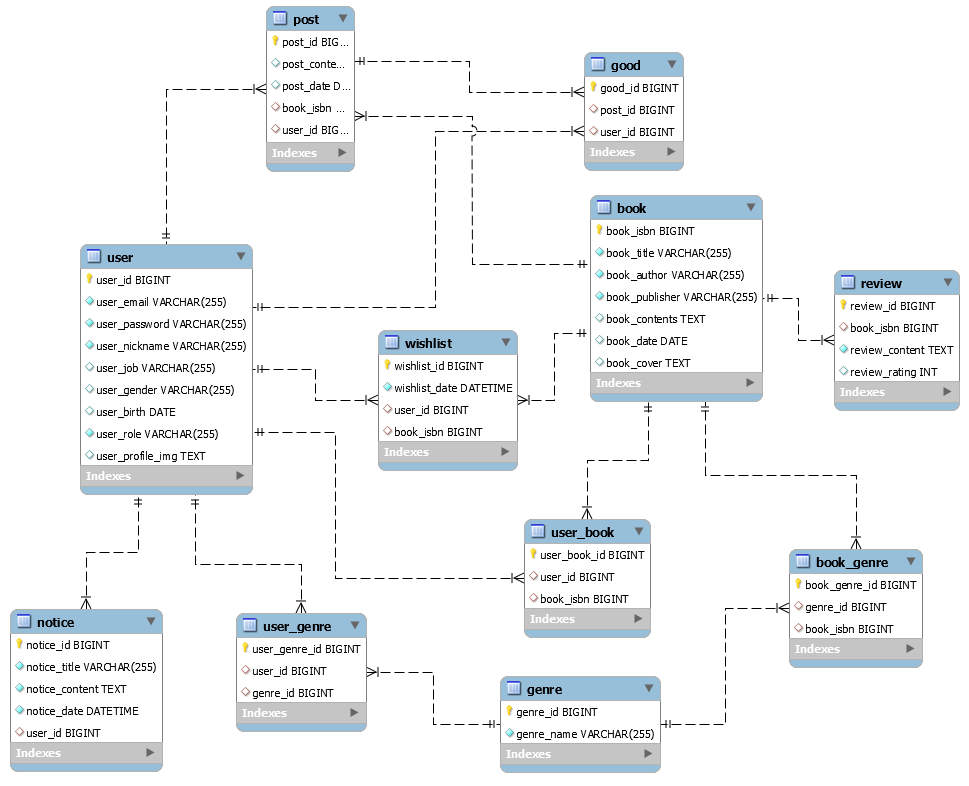 post
post_id BIG...
post_conte...
post_date D...
book_isbn ...
user_id BIG...
Indexes
good
good_id BIGINT
post_id BIGINT
user_id BIGINT
Indexes
book
book_isbn BIGINT
book_title VARCHAR(255)
book_author VARCHAR(255)
book_publisher VARCHAR(255)
book_contents TEXT
book_date DATE
book_cover TEXT
Indexes
user
user_id BIGINT
user_email VARCHAR(255)
user_password VARCHAR(255)
user_nickname VARCHAR(255)
user_job VARCHAR(255)
user_gender VARCHAR(255)
user_birth DATE
user_role VARCHAR(255)
user_profile_img TEXT
Indexes
review
review_id BIGINT
book_isbn BIGINT
review_content TEXT
review_rating INT
Indexes
wishlist
wishlist_id BIGINT
wishlist_date DATETIME
user_id BIGINT
book_isbn BIGINT
Indexes
user_book
user_book_id BIGINT
user_id BIGINT
book_isbn BIGINT
Indexes
book_genre
book_genre_id BIGINT
genre_id BIGINT
book_isbn BIGINT
Indexes
notice
notice_id BIGINT
notice_title VARCHAR(255)
notice_content TEXT
notice_date DATETIME
user_id BIGINT
Indexes
user_genre
user_genre_id BIGINT
user_id BIGINT
genre_id BIGINT
Indexes
genre
genre_id BIGINT
genre_name VARCHAR(255)
Indexes